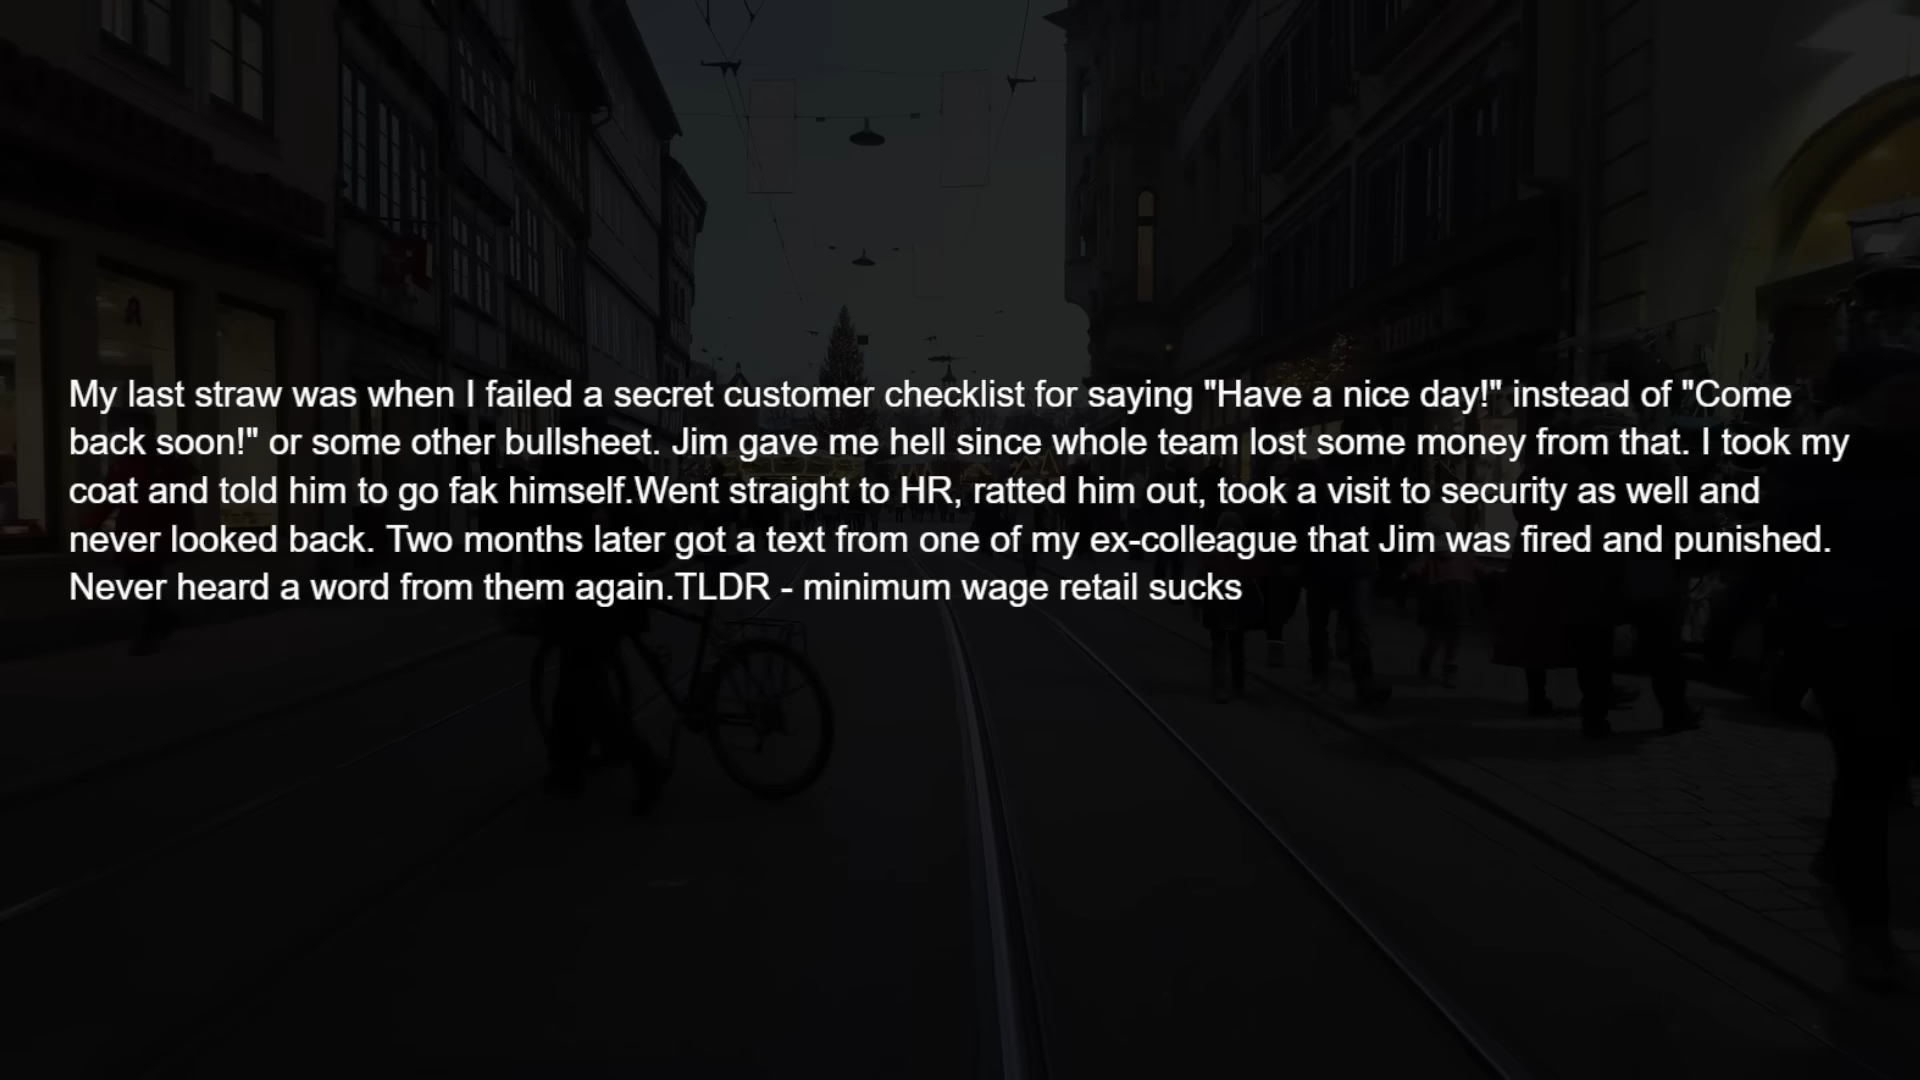 My last straw was when I failed a secret customer checklist for saying "Have a nice day!" instead of "Come
back soon!" or some other bullsheet. Jim gave me hell since whole team lost some money from that. I took my
coat and told him to go fak himself.Went straight to HR, ratted him out, took a visit to security as well and
never looked back. Two months later got a text from one of my ex-colleague that Jim was fired and punished.
Never heard a word from them again.TLDR - minimum wage retail sucks